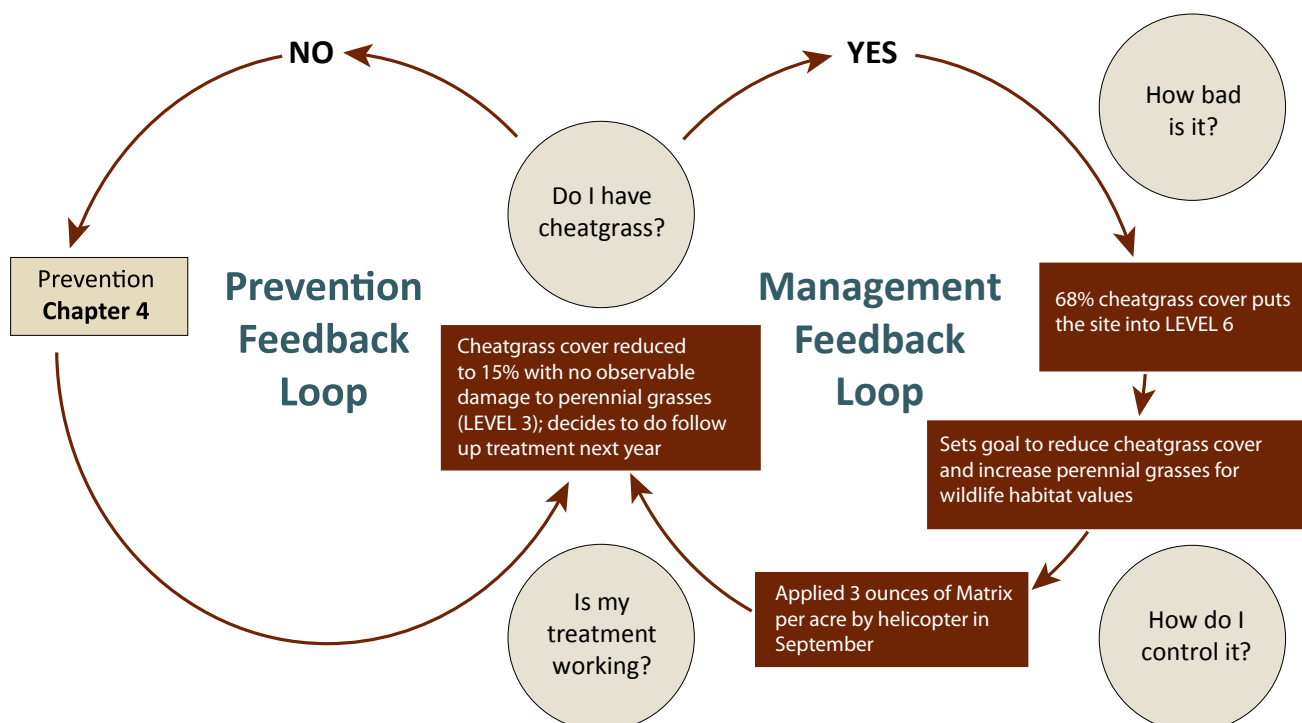 NO
YES
How bad
is it?
Do I have
cheatgrass?
Prevention
Chapter 4
Prevention
Feedback
Loop
Management
Feedback
Loop
68% cheatgrass cover puts
the site into LEVEL 6
Cheatgrass cover reduced
to 15% with no observable
damage to perennial grasses
(LEVEL 3); decides to do follow
up treatment next year
Sets goal to reduce cheatgrass cover
and increase perennial grasses for
wildlife habitat values
Applied 3 ounces of Matrix
per acre by helicopter in
September
Is my
treatment
working?
How do I
control it?